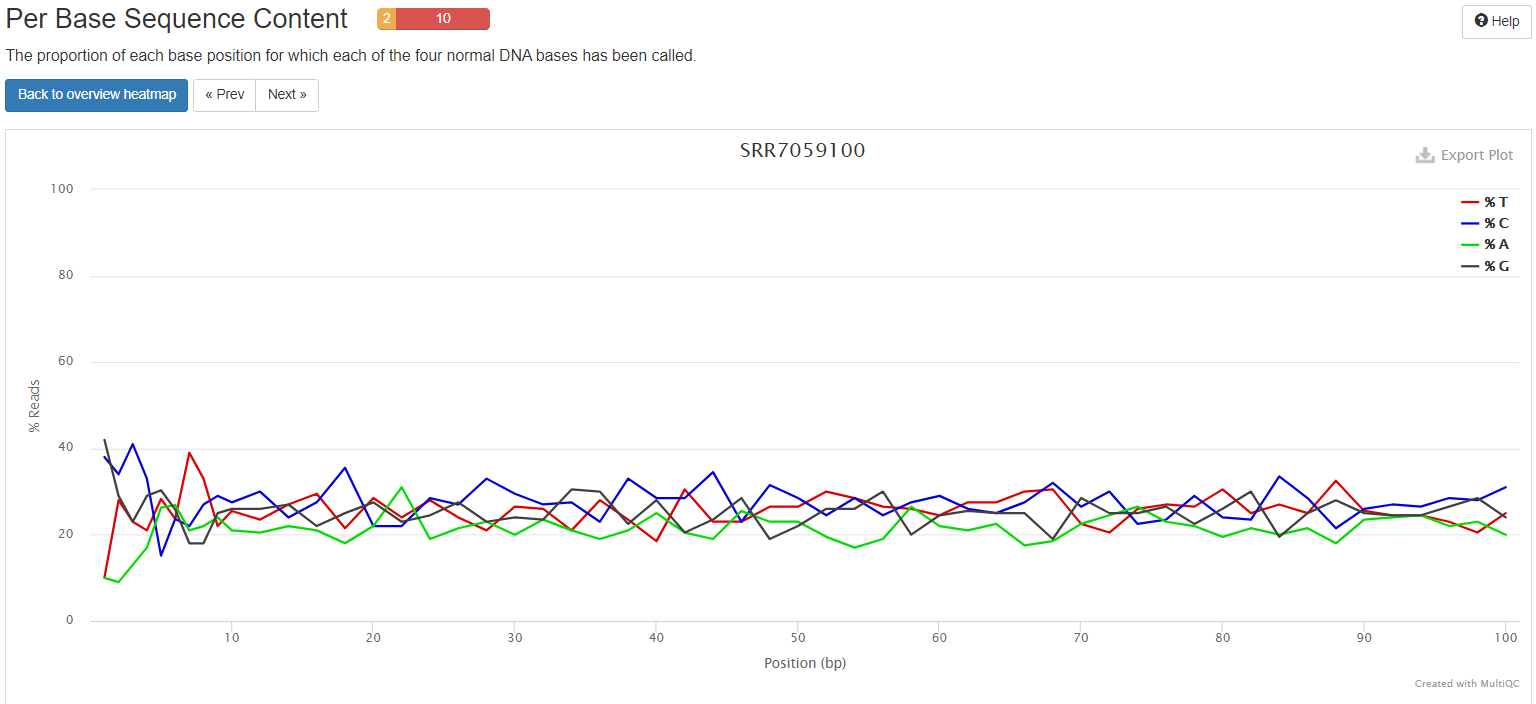 Per Base Sequence Content 2 10
Help
The proportion of each base position for which each of the four normal DNA bases has been called.
Back to overview heatmap « Prev Next »
SRR7059100
Export Plot
100
80
60
40
20
0
% Reads
% T
% C
% A
% G
10 20 30 40 50 60 70 80 90 100
Position (bp)
Created with MultiQC